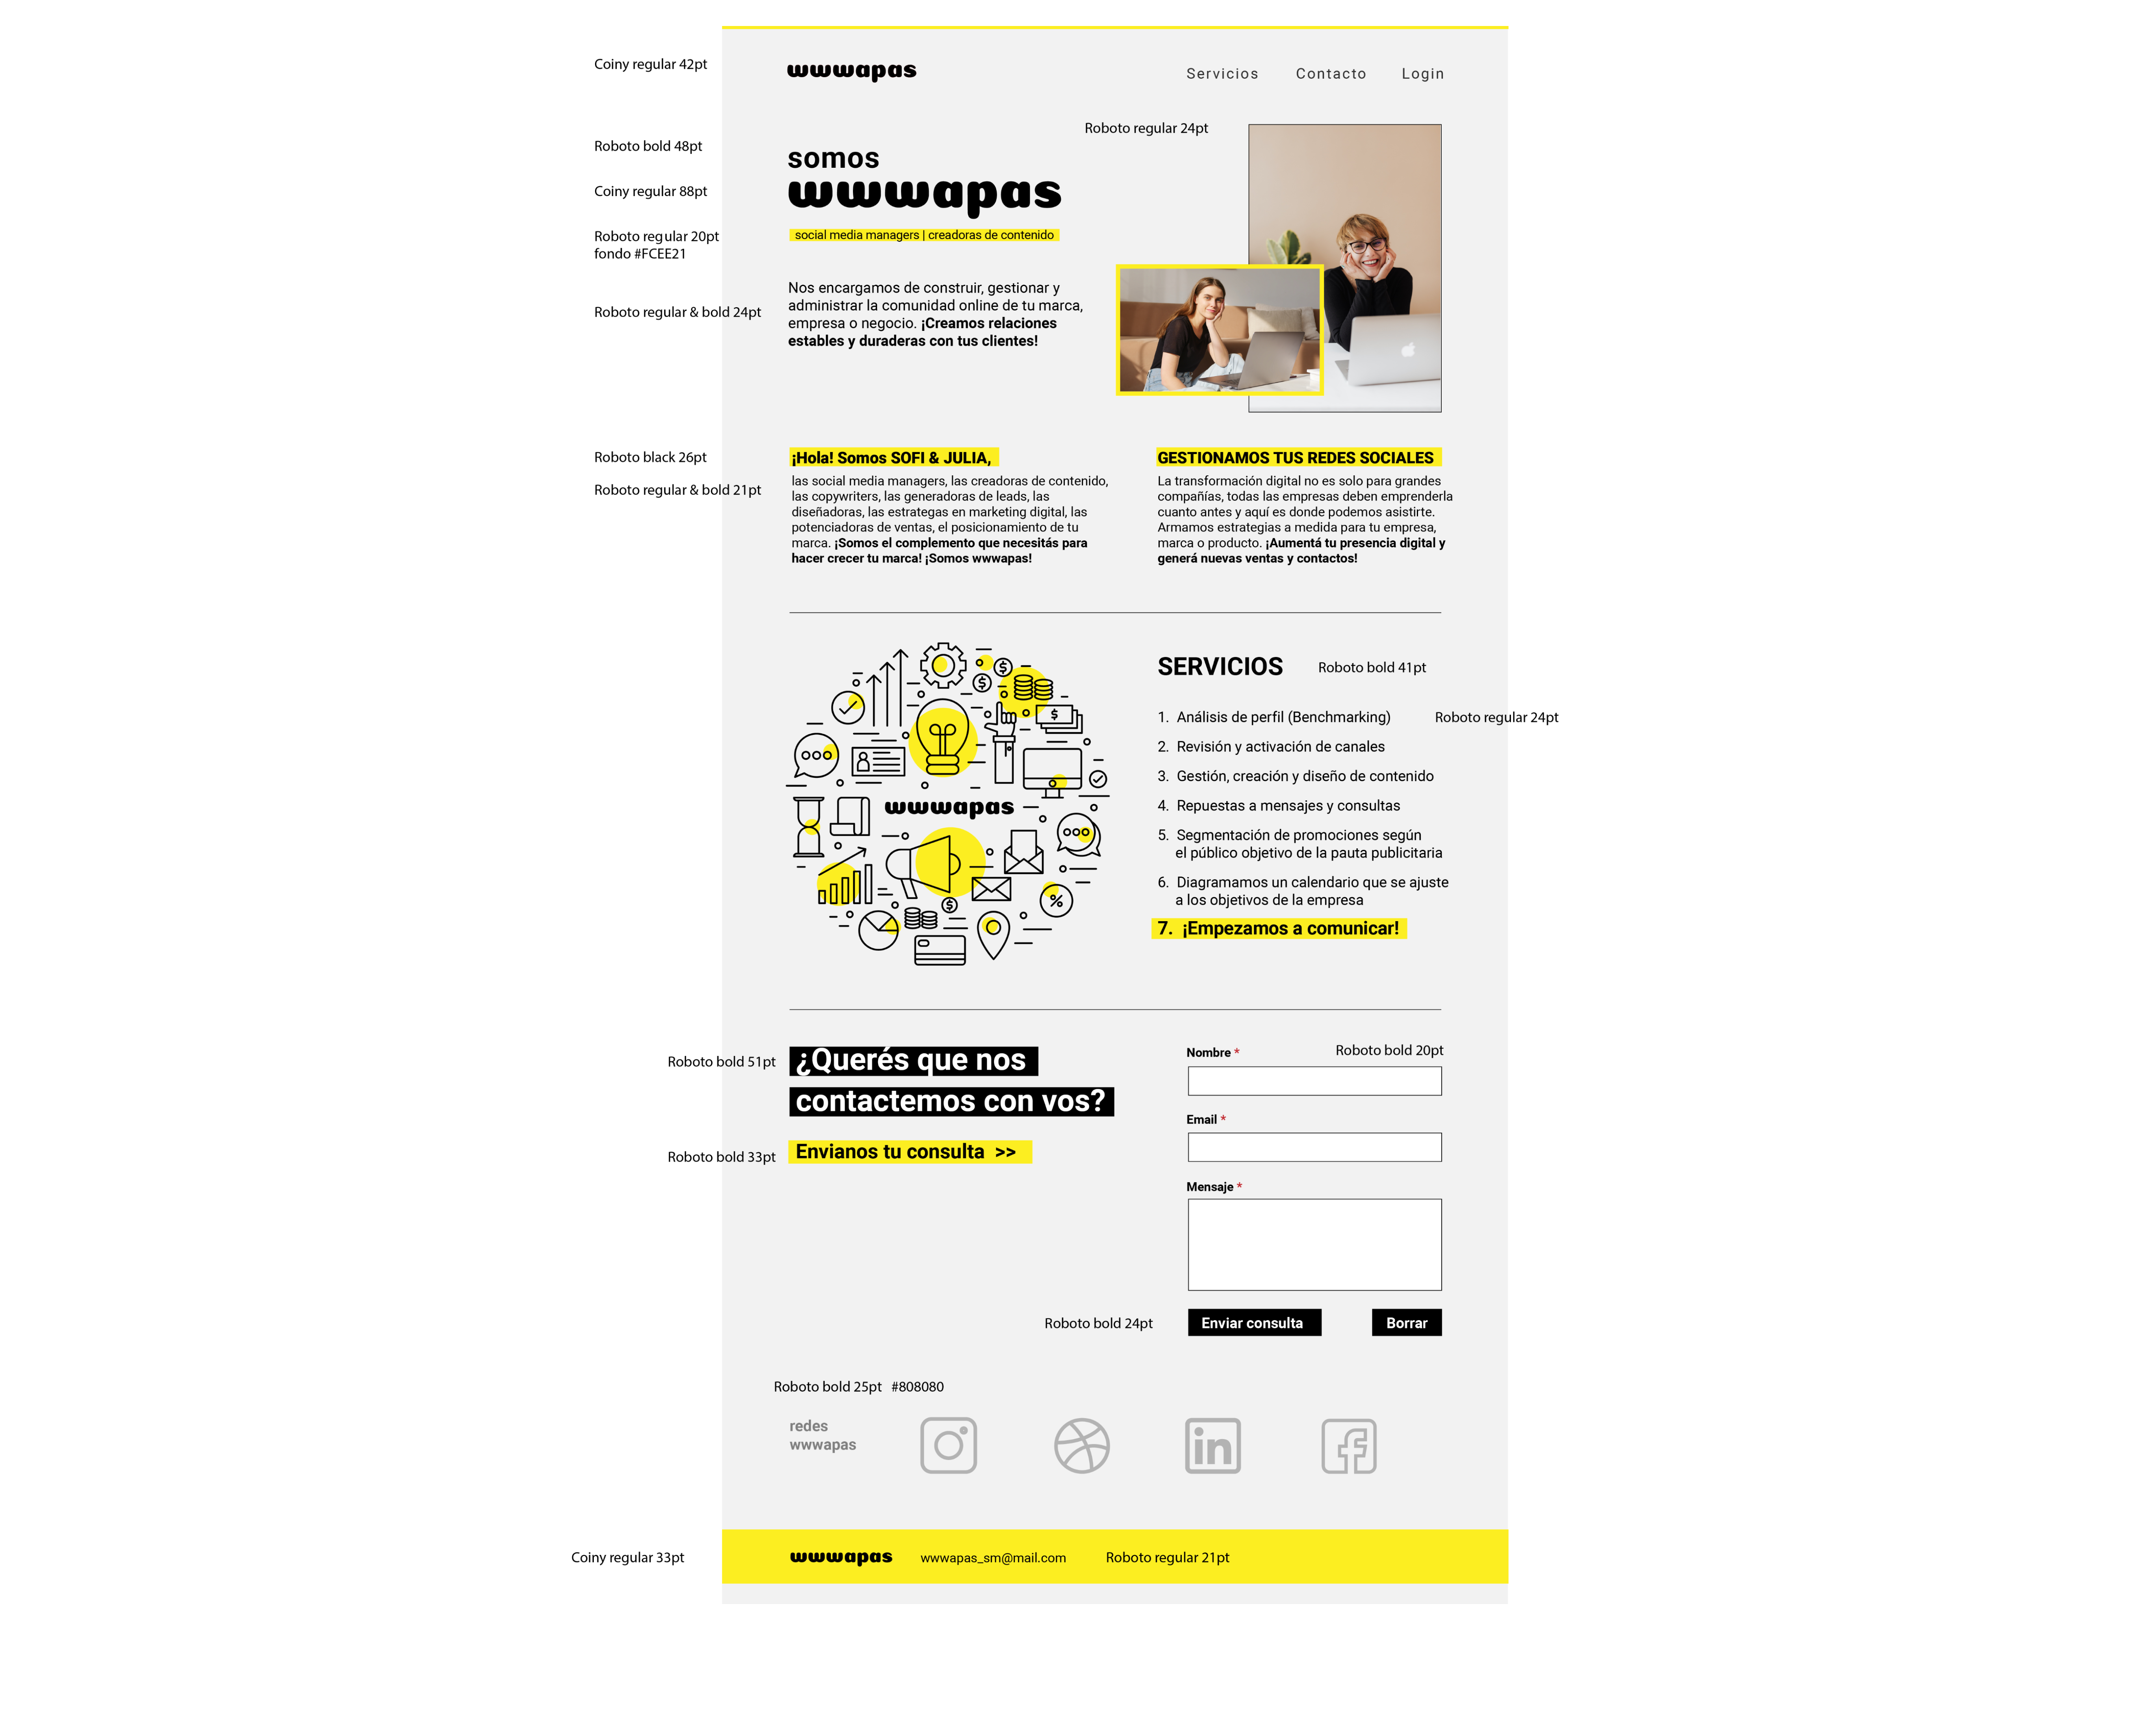 Coiny regular 42pt
wwwapas
Servicios Contacto Login
Roboto regular 24pt
Roboto bold 48pt
somos
Coiny regular 88pt
wwwapas
Roboto regular 20pt
fondo #FCEE21
social media managers | creadoras de contenido
Roboto regular & bold 24pt
Nos encargamos de construir, gestionar y
administrar la comunidad online de tu marca,
empresa o negocio. ¡Creamos relaciones
estables y duraderas con tus clientes!
Roboto black 26pt
¡Hola! Somos SOFI & JULIA,
Roboto regular & bold 21pt
las social media managers, las creadoras de contenido,
las copywriters, las generadoras de leads, las
diseñadoras, las estrategas en marketing digital, las
potenciadoras de ventas, el posicionamiento de tu
marca. ¡Somos el complemento que necesitás para
hacer crecer tu marca! ¡Somos wwwapas!
GESTIONAMOS TUS REDES SOCIALES
La transformación digital no es solo para grandes
compañías, todas las empresas deben emprenderla
cuanto antes y aquí es donde podemos asistirte.
Armamos estrategias a medida para tu empresa,
marca o producto. ¡Aumentá tu presencia digital y
generá nuevas ventas y contactos!
wwwapas
SERVICIOS
Roboto bold 41pt
1. Análisis de perfil (Benchmarking)
Roboto regular 24pt
2. Revisión y activación de canales
3. Gestión, creación y diseño de contenido
4. Repuestas a mensajes y consultas
5. Segmentación de promociones según
el público objetivo de la pauta publicitaria
6. Diagramamos un calendario que se ajuste
a los objetivos de la empresa
7. ¡Empezamos a comunicar!
Roboto bold 51pt
¿Querés que nos
contactemos con vos?
Roboto bold 33pt
Envianos tu consulta >>
Nombre *
Roboto bold 20pt
Email *
Mensaje *
Roboto bold 24pt
Enviar consulta
Borrar
Roboto bold 25pt #808080
redes
wwwapas
in
Coiny regular 33pt
wwwapas
wwwapas_sm@mail.com
Roboto regular 21pt